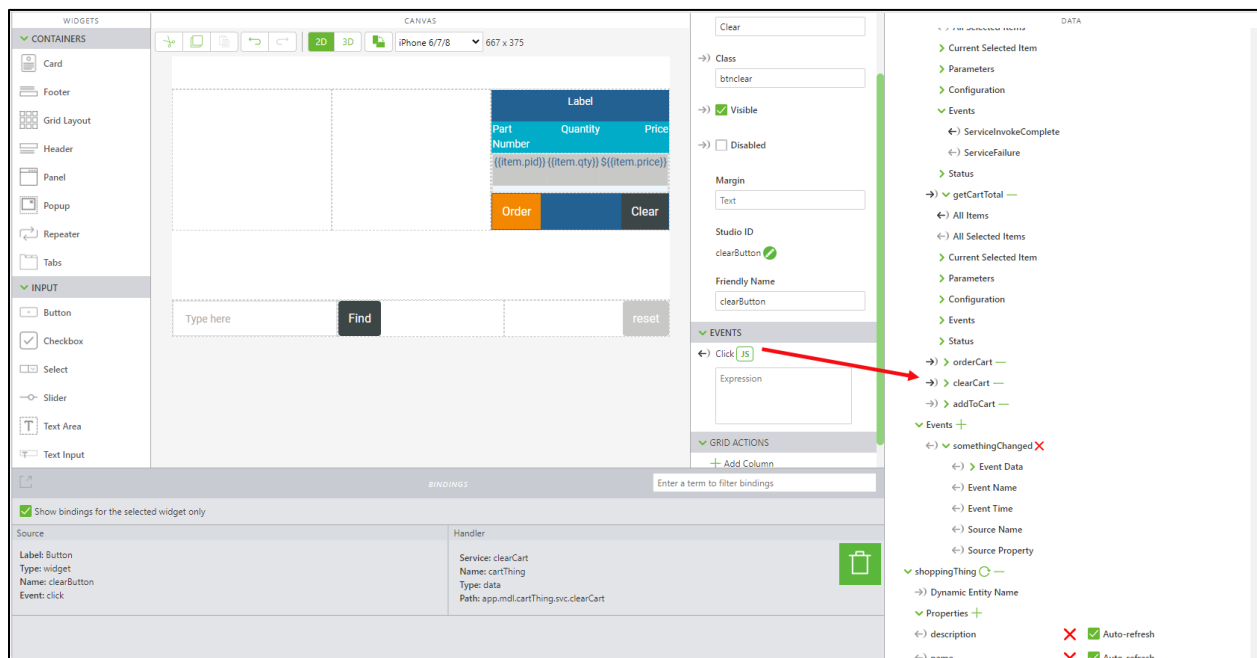 WIDGETS
CONTAINERS
Card
Footer
Grid Layout
Header
Panel
Popup
Repeater
Tabs
INPUT
Button
Checkbox
Select
Slider
Text Area
Text Input
CANVAS
2D
3D
iPhone 6/7/8
667 x 375
Label
Part Number
Quantity
Price
{{item.pid}} {{item.qty}} ${{item.price}}
Order
Clear
Type here
Find
reset
Clear
Class
btnclear
Visible
Disabled
Margin
Text
Studio ID
clearButton
Friendly Name
clearButton
EVENTS
Click JS
Expression
GRID ACTIONS
Add Column
DATA
All Selected Items
Current Selected Item
Parameters
Configuration
Events
ServiceInvokeComplete
ServiceFailure
Status
getCartTotal
All Items
All Selected Items
Current Selected Item
Parameters
Configuration
Events
Status
orderCart
clearCart
addToCart
Events
somethingChanged
Event Data
Event Name
Event Time
Source Name
Source Property
shoppingThing
Dynamic Entity Name
Properties
description
Auto-refresh
name
Auto-refresh
BINDINGS
Enter a term to filter bindings
Show bindings for the selected widget only
Source
Label: Button
Type: widget
Name: clearButton
Event: click
Handler
Service: clearCart
Name: cartThing
Type: data
Path: app.mdl.cartThing.svc.clearCart